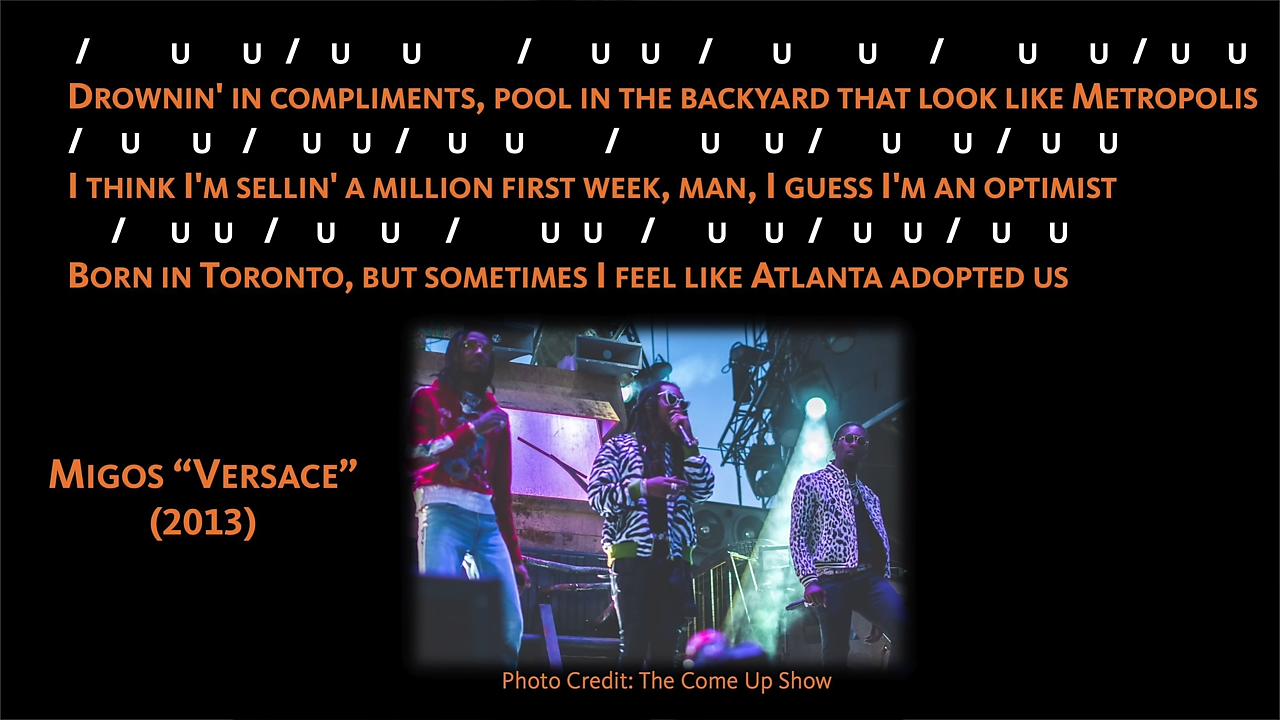 / U U / U U / U U / U U / U U / U U
DROWNIN' IN COMPLIMENTS, POOL IN THE BACKYARD THAT LOOK LIKE METROPOLIS
/ U U / U U / U U / U U / U U / U U
I THINK I'M SELLIN' A MILLION FIRST WEEK, MAN, I GUESS I'M AN OPTIMIST
/ U U / U U / U U / U U / U U / U U
BORN IN TORONTO, BUT SOMETIMES I FEEL LIKE ATLANTA ADOPTED US
MIGOS “VERSACE”
(2013)
Photo Credit: The Come Up Show